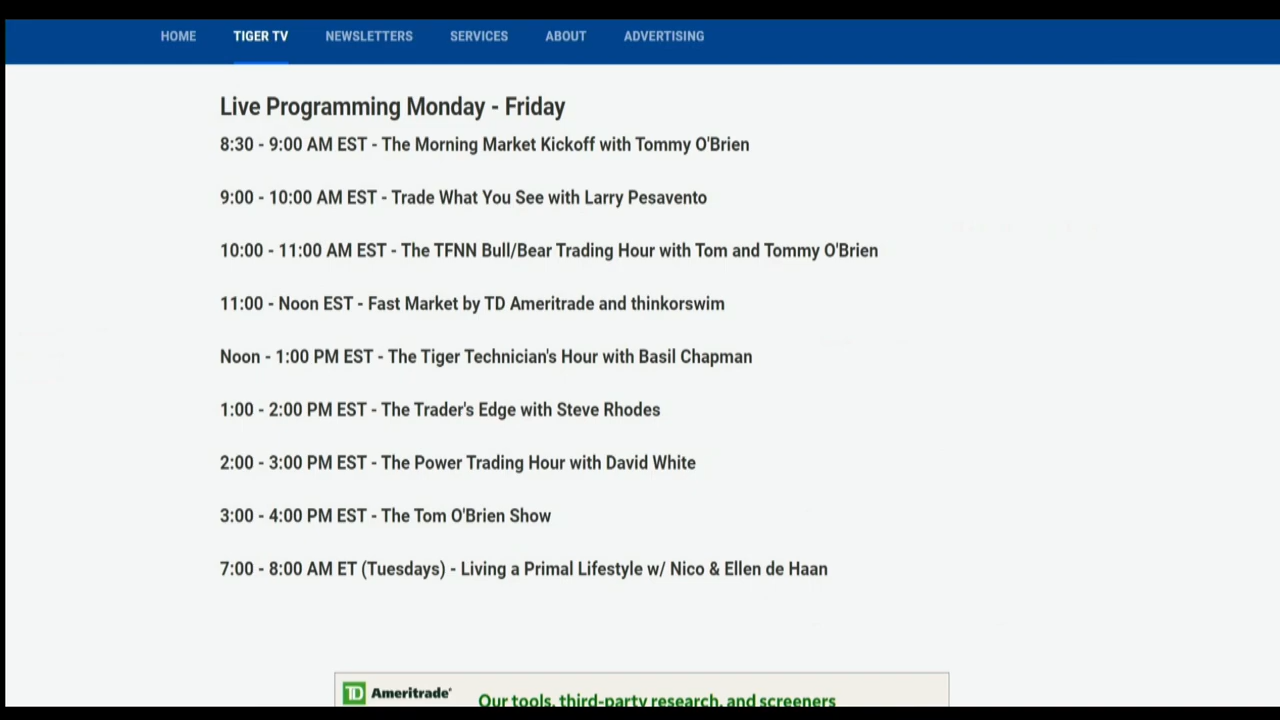 HOME TIGER TV NEWSLETTERS SERVICES ABOUT ADVERTISING
Live Programming Monday - Friday
8:30 - 9:00 AM EST - The Morning Market Kickoff with Tommy O'Brien
9:00 - 10:00 AM EST - Trade What You See with Larry Pesavento
10:00 - 11:00 AM EST - The TFNN Bull/Bear Trading Hour with Tom and Tommy O'Brien
11:00 - Noon EST - Fast Market by TD Ameritrade and thinkorswim
Noon - 1:00 PM EST - The Tiger Technician's Hour with Basil Chapman
1:00 - 2:00 PM EST - The Trader's Edge with Steve Rhodes
2:00 - 3:00 PM EST - The Power Trading Hour with David White
3:00 - 4:00 PM EST - The Tom O'Brien Show
7:00 - 8:00 AM ET (Tuesdays) - Living a Primal Lifestyle w/ Nico & Ellen de Haan
TD Ameritrade®
Our tools, third-party research, and screeners